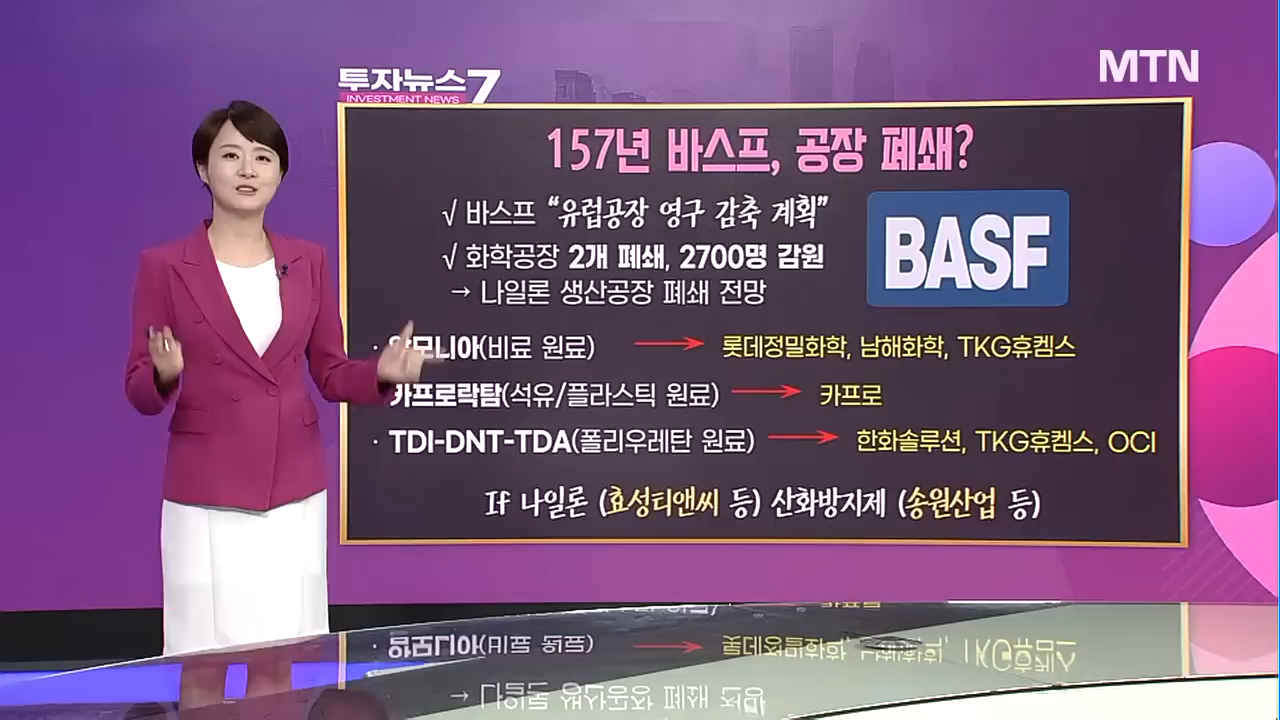 MTN
투자뉴스7
INVESTMENT NEWS
157년 바스프, 공장 폐쇄?
√ 바스프 “유럽공장 영구 감축 계획”
√ 화학공장 2개 폐쇄, 2700명 감원
→ 나일론 생산공장 폐쇄 전망
BASF
· 암모니아(비료 원료) → 롯데정밀화학, 남해화학, TKG휴켐스
카프로락탐(석유/플라스틱 원료) → 카프로
· TDI-DNT-TDA(폴리우레탄 원료) → 한화솔루션, TKG휴켐스, OCI
If 나일론 (효성티앤씨 등) 산화방지제 (송원산업 등)